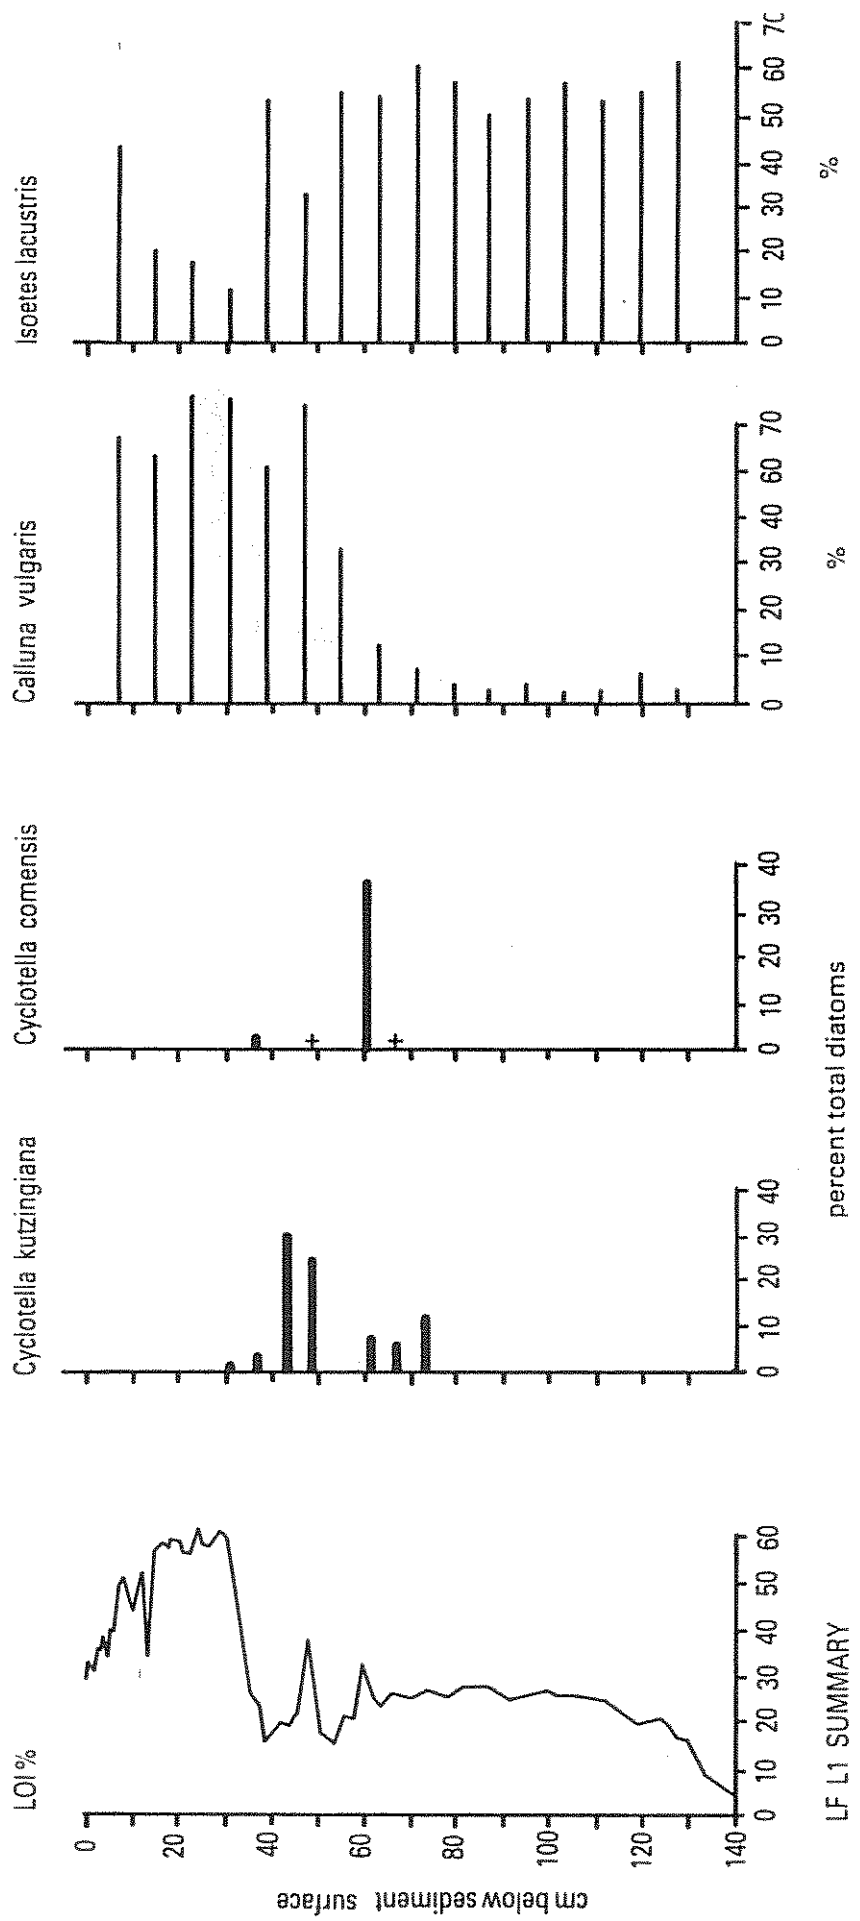 LOI %
Cyclotella kutzingiana
Cyclotella comensis
Calluna vulgaris
Isoetes lacustris
cm below sediment surface
0
20
40
60
80
100
120
140
0 10 20 30 40 50 60
0 10 20 30 40
0 10 20 30 40
0 10 20 30 40 50 60 70
0 10 20 30 40 50 60 70
LF L1 SUMMARY
percent total diatoms
%
%